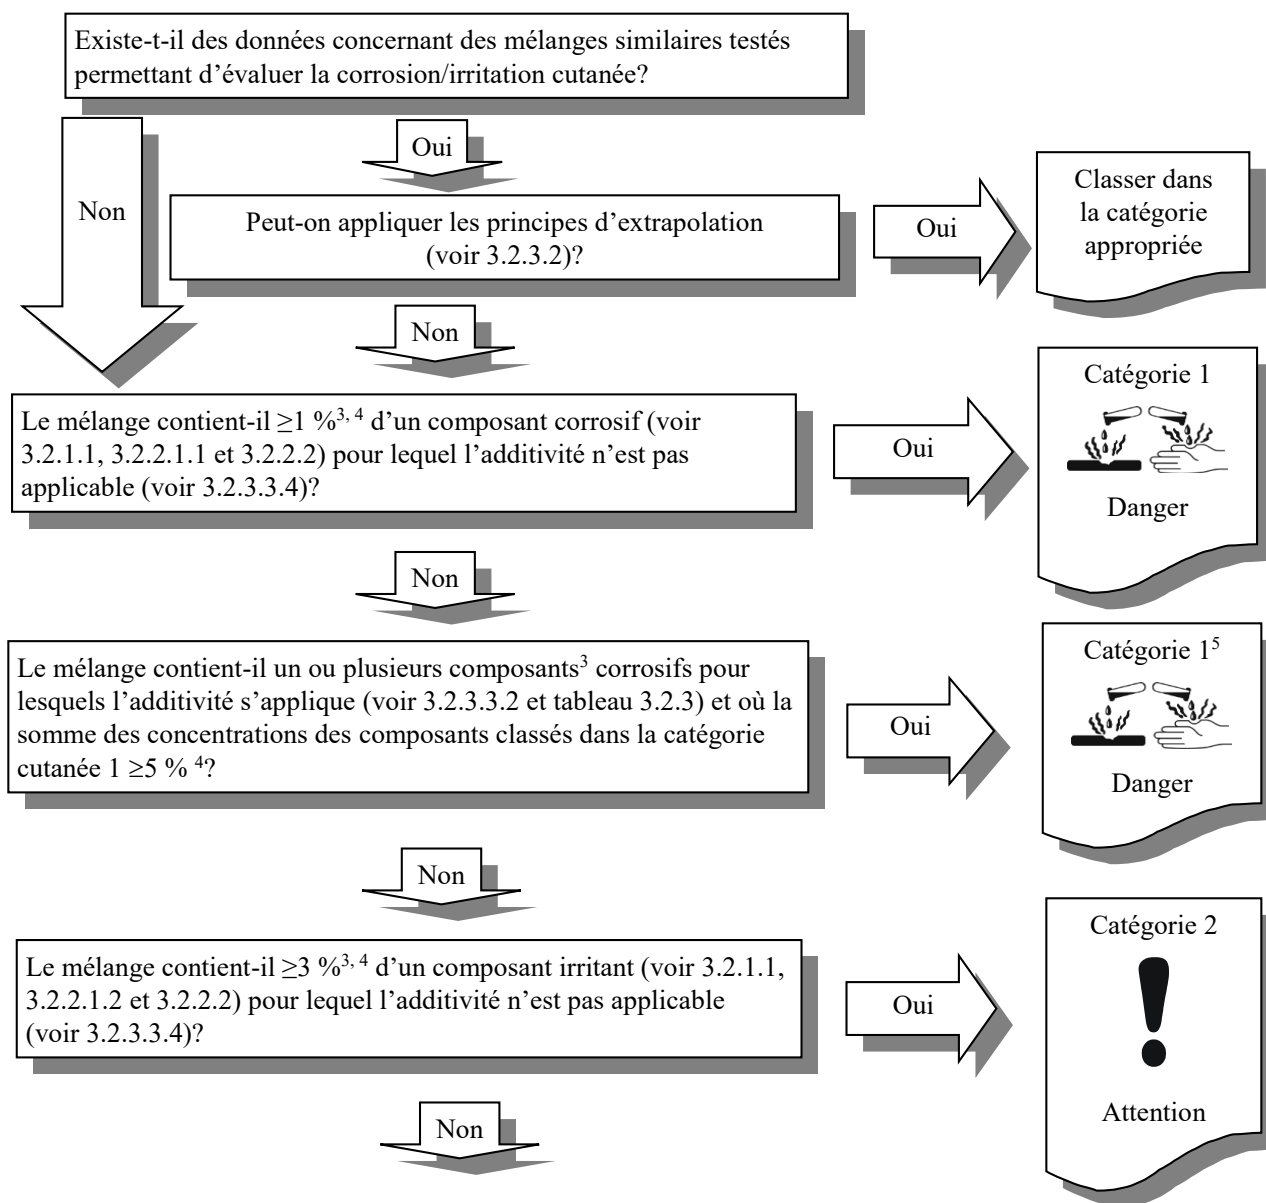 Existe-t-il des données concernant des mélanges similaires testés
permettant d’évaluer la corrosion/irritation cutanée?
Oui
Non
Peut-on appliquer les principes d’extrapolation
(voir 3.2.3.2)?
Oui
Classer dans
la catégorie
appropriée
Non
Le mélange contient-il ≥1 %3, 4 d’un composant corrosif (voir
3.2.1.1, 3.2.2.1.1 et 3.2.2.2) pour lequel l’additivité n’est pas
applicable (voir 3.2.3.3.4)?
Oui
Catégorie 1
Danger
Non
Le mélange contient-il un ou plusieurs composants3 corrosifs pour
lesquels l’additivité s’applique (voir 3.2.3.3.2 et tableau 3.2.3) et où la
somme des concentrations des composants classés dans la catégorie
cutanée 1 ≥5 % 4?
Oui
Catégorie 15
Danger
Non
Le mélange contient-il ≥3 %3, 4 d’un composant irritant (voir 3.2.1.1,
3.2.2.1.2 et 3.2.2.2) pour lequel l’additivité n’est pas applicable
(voir 3.2.3.3.4)?
Oui
Catégorie 2
Attention
Non